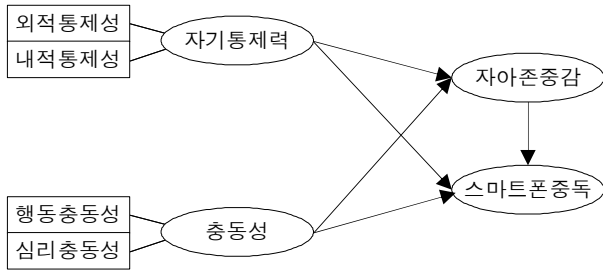 외적통제성
내적통제성
자기통제력
자아존중감
스마트폰중독
행동충동성
심리충동성
충동성